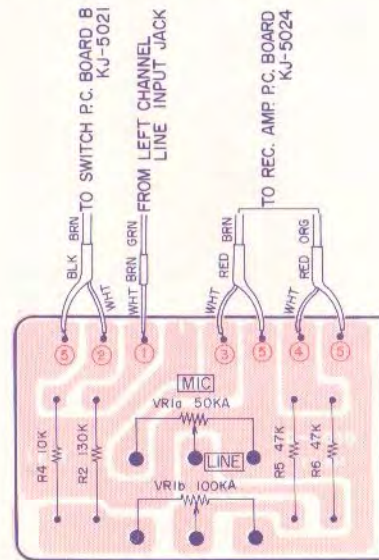 TO SWITCH P.C. BOARD B
KJ-5021
FROM LEFT CHANNEL
LINE INPUT JACK
TO REC. AMP. P.C. BOARD
KJ-5024
BLK BRN
WHT
WHT BRN GRN
WHT
RED BRN
WHT
RED ORG
5
2
1
3
5
4
5
MIC
VR1a 50KA
LINE
VR1b 100KA
R4 10K
R2 130K
R5 47K
R6 47K